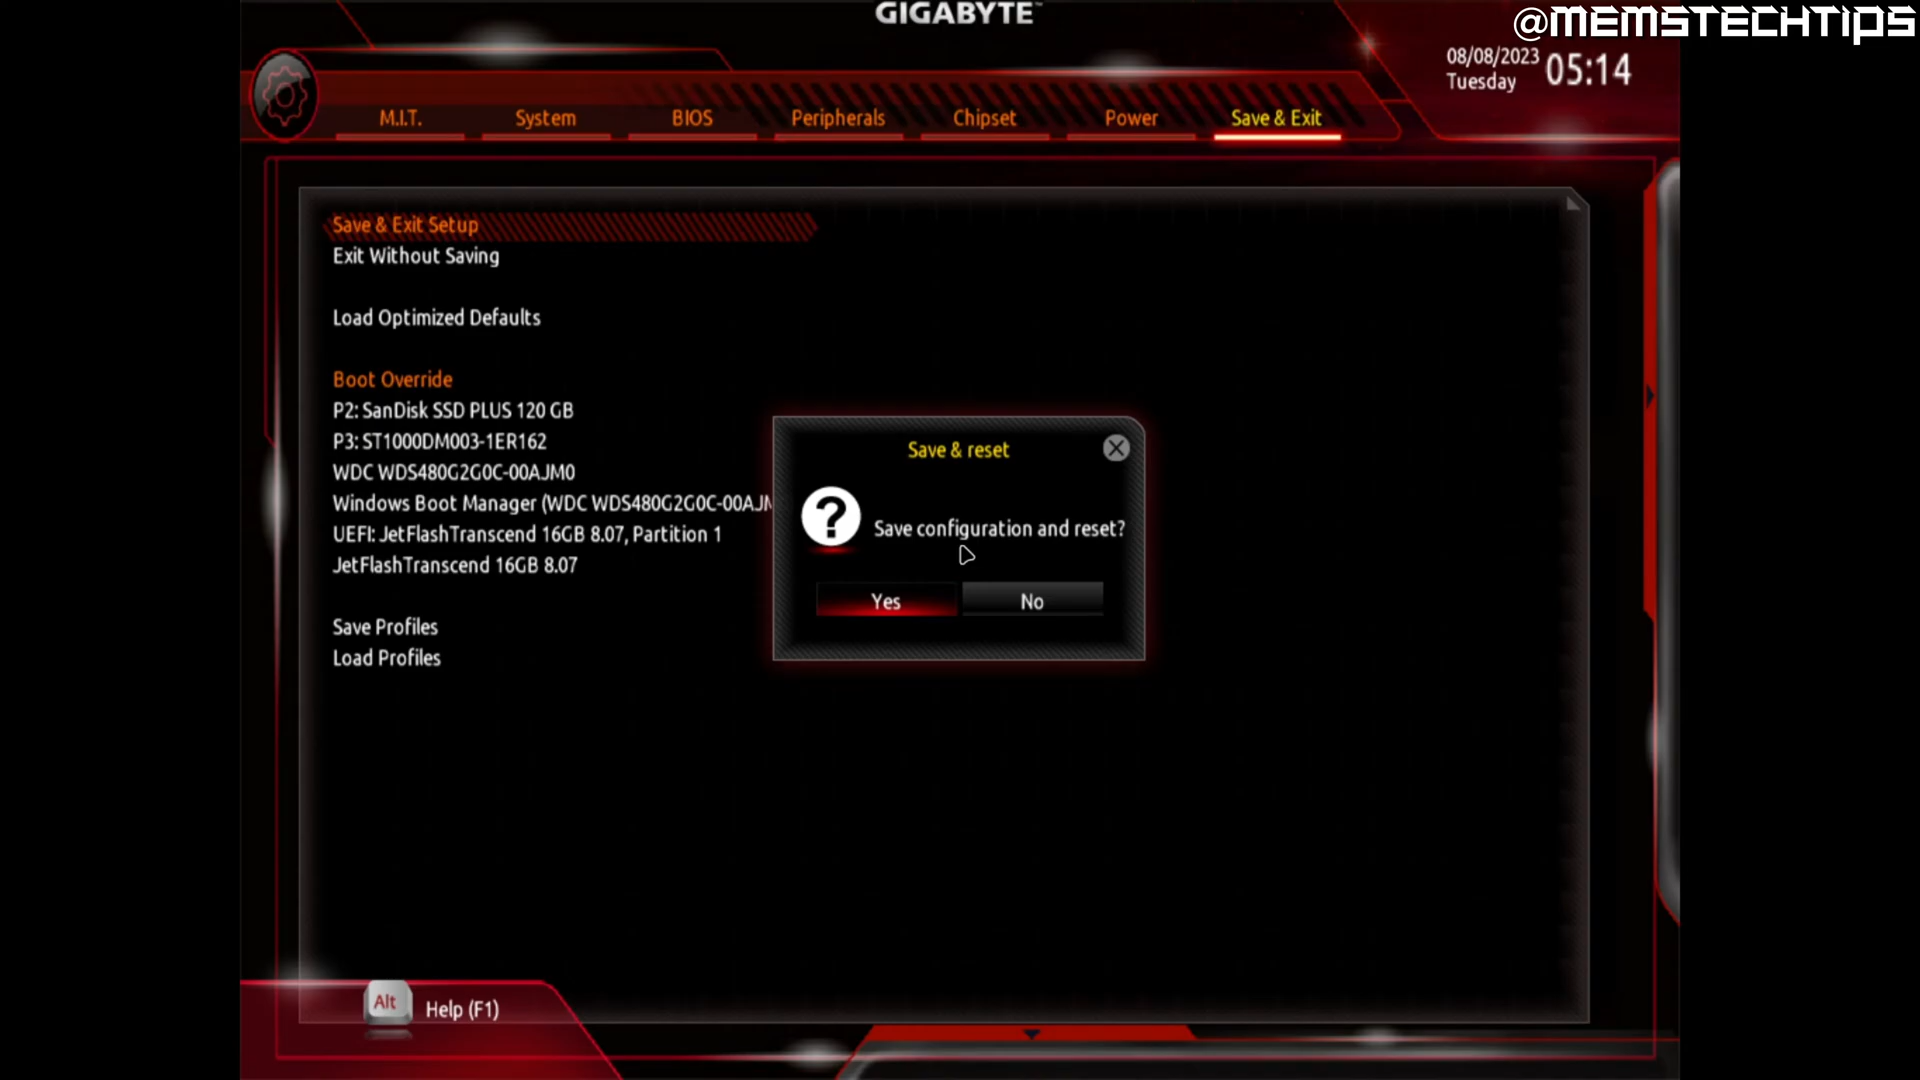 GIGABYTE™
@MEMSTECHTIPS
08/08/2023
Tuesday
05:14
M.I.T.
System
BIOS
Peripherals
Chipset
Power
Save & Exit
Save & Exit Setup
Exit Without Saving
Load Optimized Defaults
Boot Override
P2: SanDisk SSD PLUS 120 GB
P3: ST1000DM003-1ER162
WDC WDS480G2G0C-00AJM0
Windows Boot Manager (WDC WDS480G2G0C-00AJM
UEFI: JetFlashTranscend 16GB 8.07, Partition 1
JetFlashTranscend 16GB 8.07
Save Profiles
Load Profiles
Save & reset
?
Save configuration and reset?
Yes
No
Alt
Help (F1)